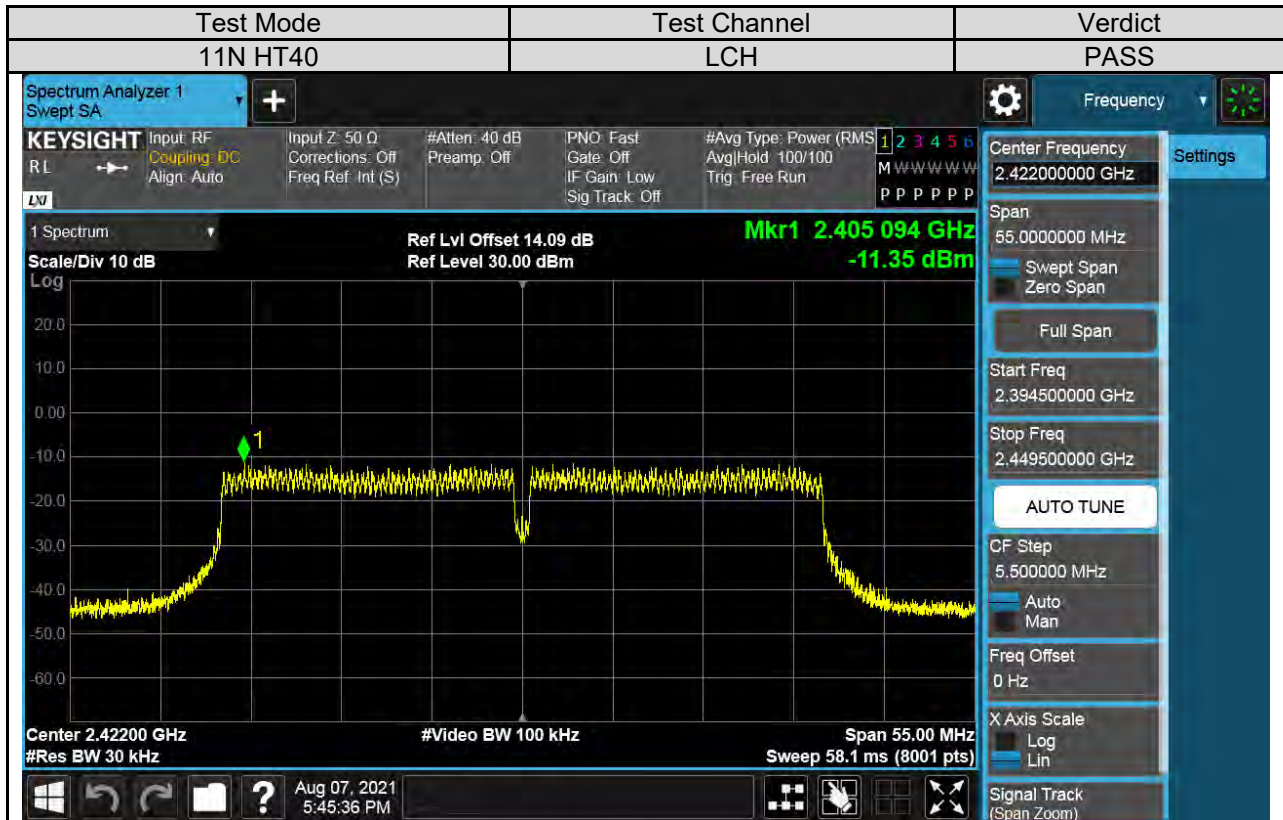 Test Mode Test Channel Verdict
11N HT40 LCH PASS
Spectrum Analyzer 1
Swept SA
Frequency
KEYSIGHT Input: RF Input Z: 50 Ω #Atten: 40 dB PNO: Fast #Avg Type: Power (RMS 1 2 3 4 5 6
RL Coupling: DC Corrections: Off Preamp: Off Gate: Off Avg|Hold: 100/100 M W W W W W
Align: Auto Freq Ref: Int (S) IF Gain: Low Trig: Free Run
LXI Sig Track: Off P P P P P P
1 Spectrum
Scale/Div 10 dB
Ref Lvl Offset 14.09 dB
Ref Level 30.00 dBm
Mkr1 2.405 094 GHz
-11.35 dBm
Log
20.0
10.0
0.00
1
-10.0
-20.0
-30.0
-40.0
-50.0
-60.0
Center 2.42200 GHz #Video BW 100 kHz Span 55.00 MHz
#Res BW 30 kHz Sweep 58.1 ms (8001 pts)
Center Frequency
2.422000000 GHz
Settings
Span
55.0000000 MHz
Swept Span
Zero Span
Full Span
Start Freq
2.394500000 GHz
Stop Freq
2.449500000 GHz
AUTO TUNE
CF Step
5.500000 MHz
Auto
Man
Freq Offset
0 Hz
X Axis Scale
Log
Lin
Signal Track
(Span Zoom)
?
Aug 07, 2021
5:45:36 PM